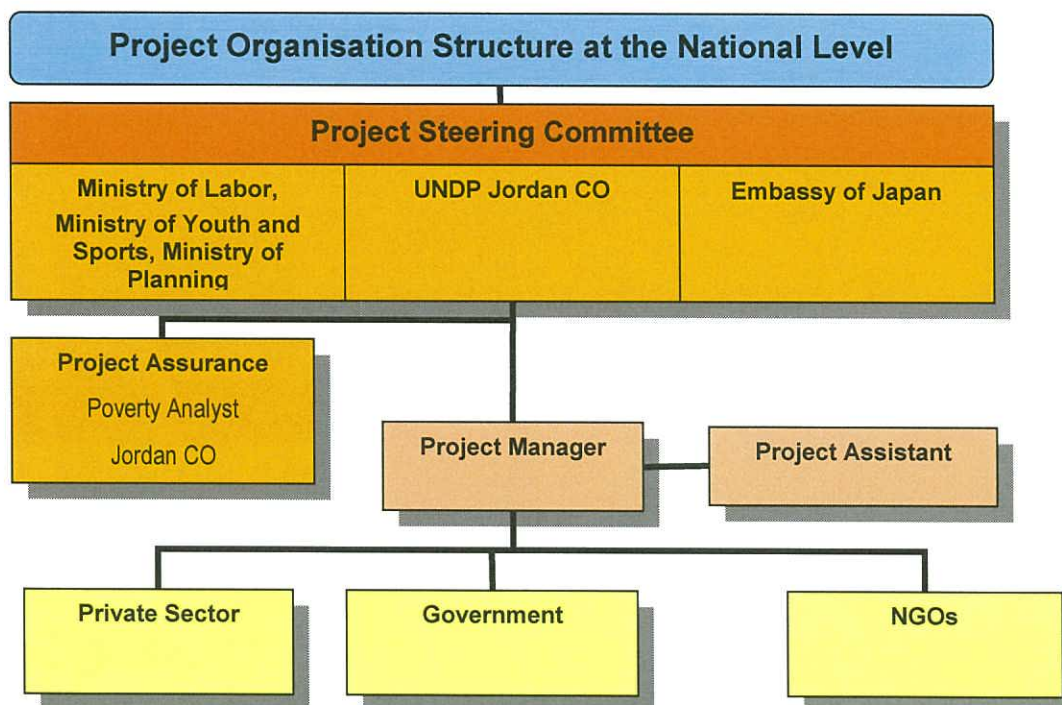 Project Organisation Structure at the National Level
Project Steering Committee
Ministry of Labor,
Ministry of Youth and
Sports, Ministry of
Planning
UNDP Jordan CO
Embassy of Japan
Project Assurance
Poverty Analyst
Jordan CO
Project Manager
Project Assistant
Private Sector
Government
NGOs